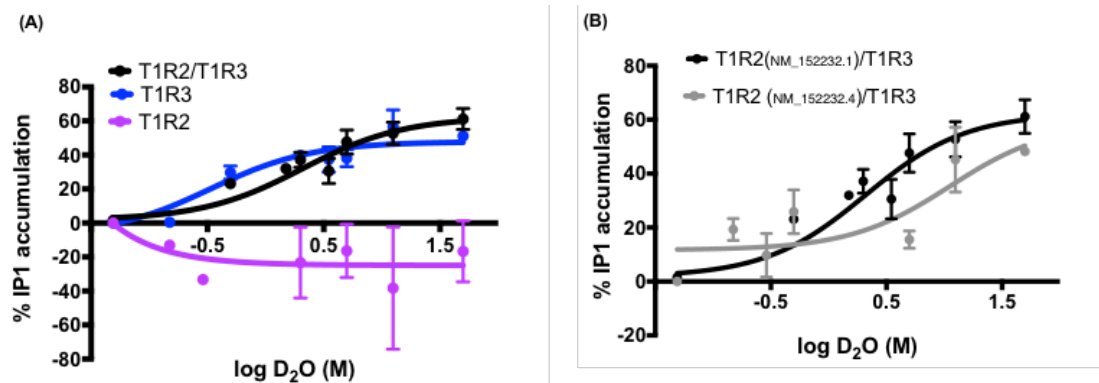 (A)
T1R2/T1R3
T1R3
T1R2
80
60
40
20
0
-20
-40
-60
-80
-0.5
0.5
1.5
% IP1 accumulation
log D₂O (M)
(B)
T1R2(NM_152232.1)/T1R3
T1R2 (NM_152232.4)/T1R3
80
60
40
20
0
-20
-0.5
0.5
1.5
% IP1 accumulation
log D₂O (M)